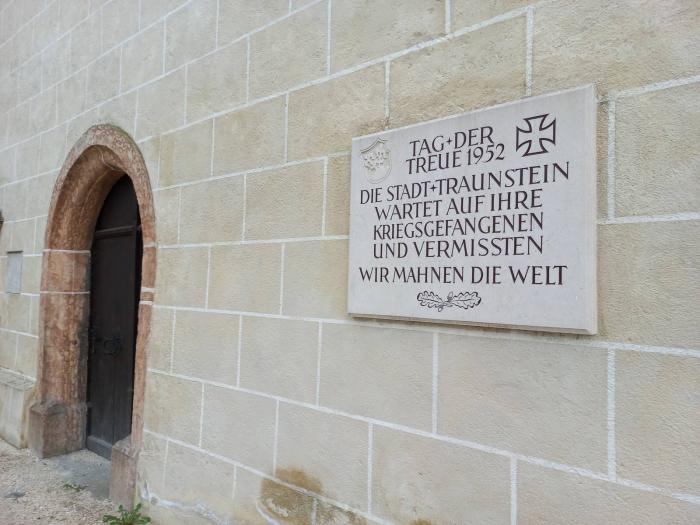 TAG+DER
TREUE 1952
DIE STADT+TRAUNSTEIN
WARTET AUF IHRE
KRIEGSGEFANGENEN
UND VERMISSTEN
WIR MAHNEN DIE WELT